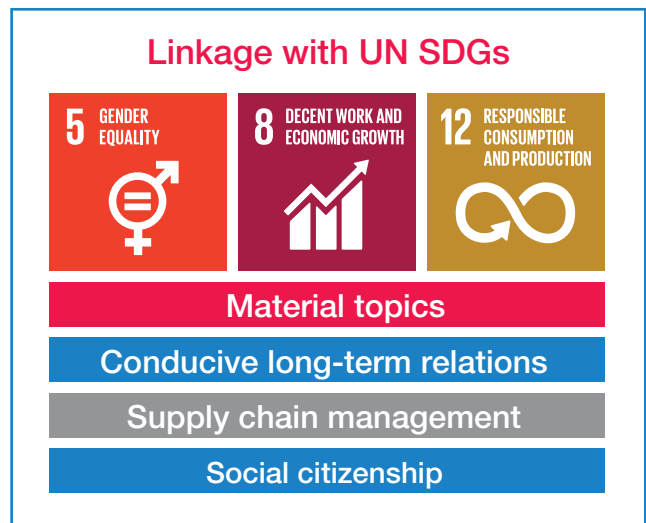 Linkage with UN SDGs
5 GENDER
EQUALITY
8 DECENT WORK AND
ECONOMIC GROWTH
12 RESPONSIBLE
CONSUMPTION
AND PRODUCTION
Material topics
Conducive long-term relations
Supply chain management
Social citizenship